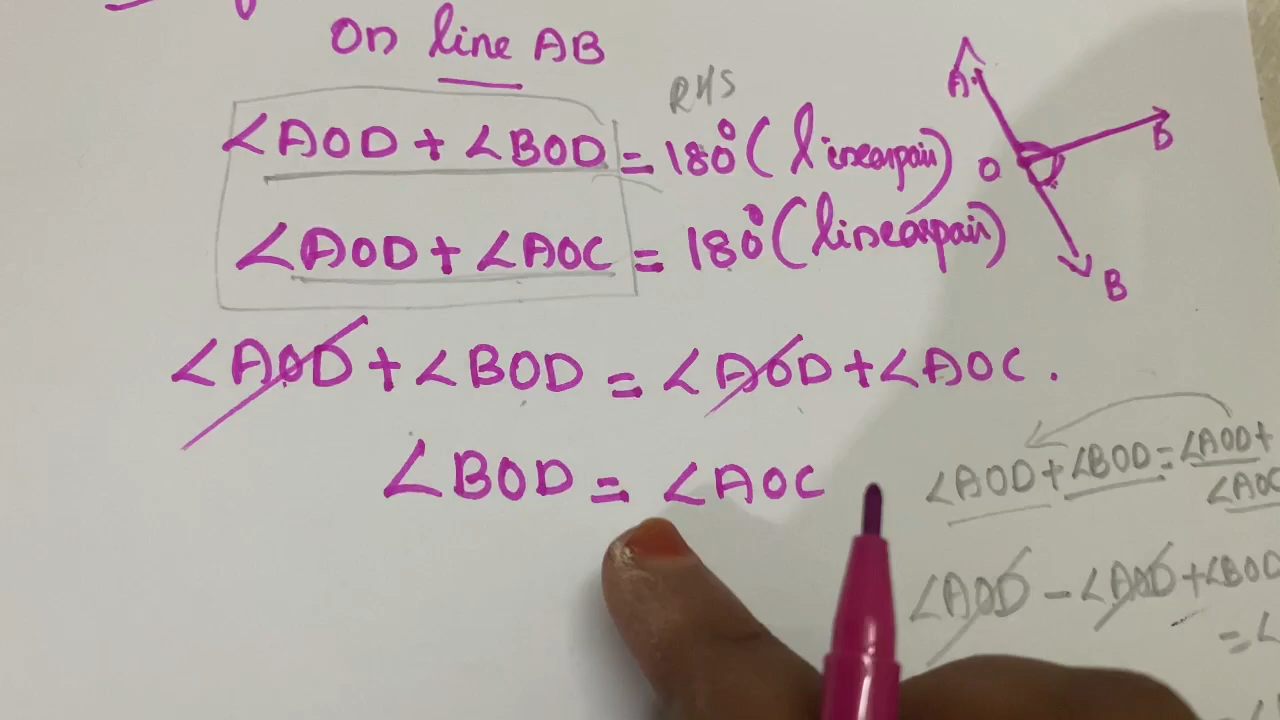 On line AB
RHS
∠AOD + ∠BOD = 180° (linearpair)
∠AOD + ∠AOC = 180° (linearpair)
∠AOD + ∠BOD = ∠AOD + ∠AOC.
∠BOD = ∠AOC
A
O
B
B
∠AOD + ∠BOD = ∠AOD +
∠AOC
∠AOD - ∠AOD + ∠BOD
= ∠